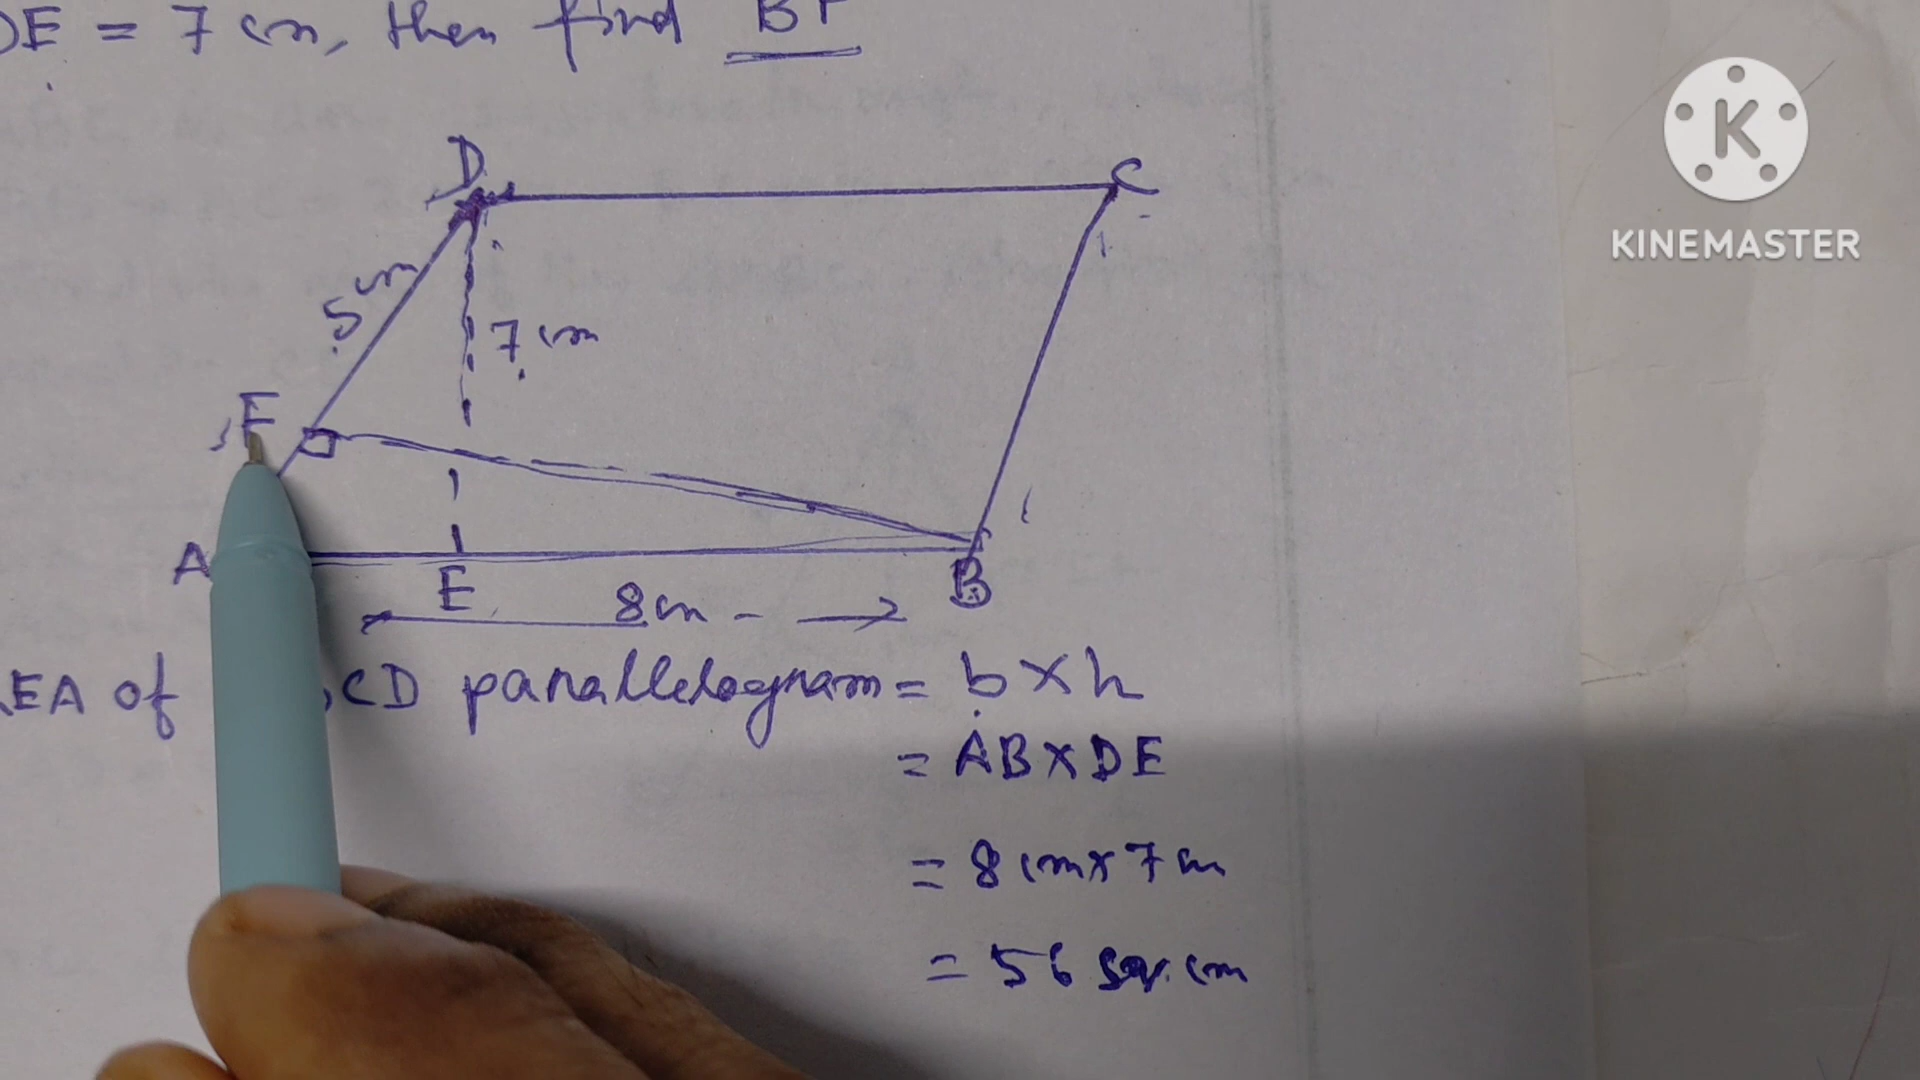 DE = 7 cm, then find BF
K
KINEMASTER
D
C
5 cm
7 cm
F
A
E
B
8 cm
EA of CD parallelogram = b x h
= AB X DE
= 8 cm x 7 cm
= 56 sq. cm